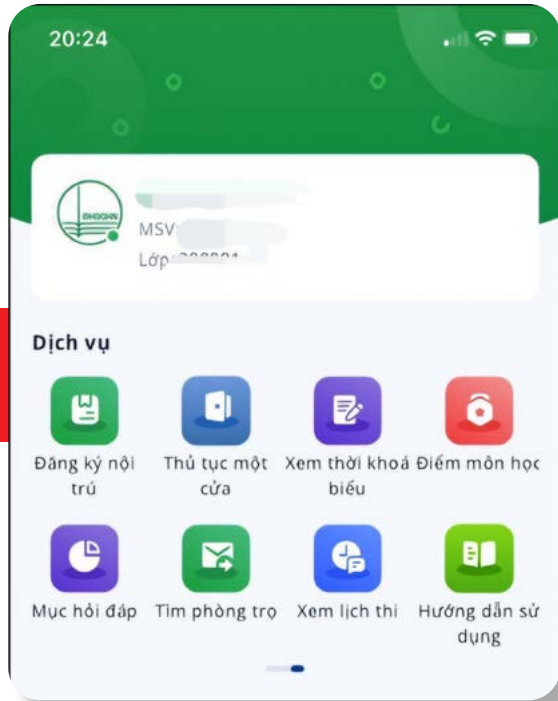 20:24
ĐHQGHN
MSV
Lớp:
Dịch vụ
Đăng ký nội
trú
Thủ tục một
cửa
Xem thời khoá
biểu
Điểm môn học
Mục hỏi đáp
Tìm phòng trọ
Xem lịch thi
Hướng dẫn sử
dụng